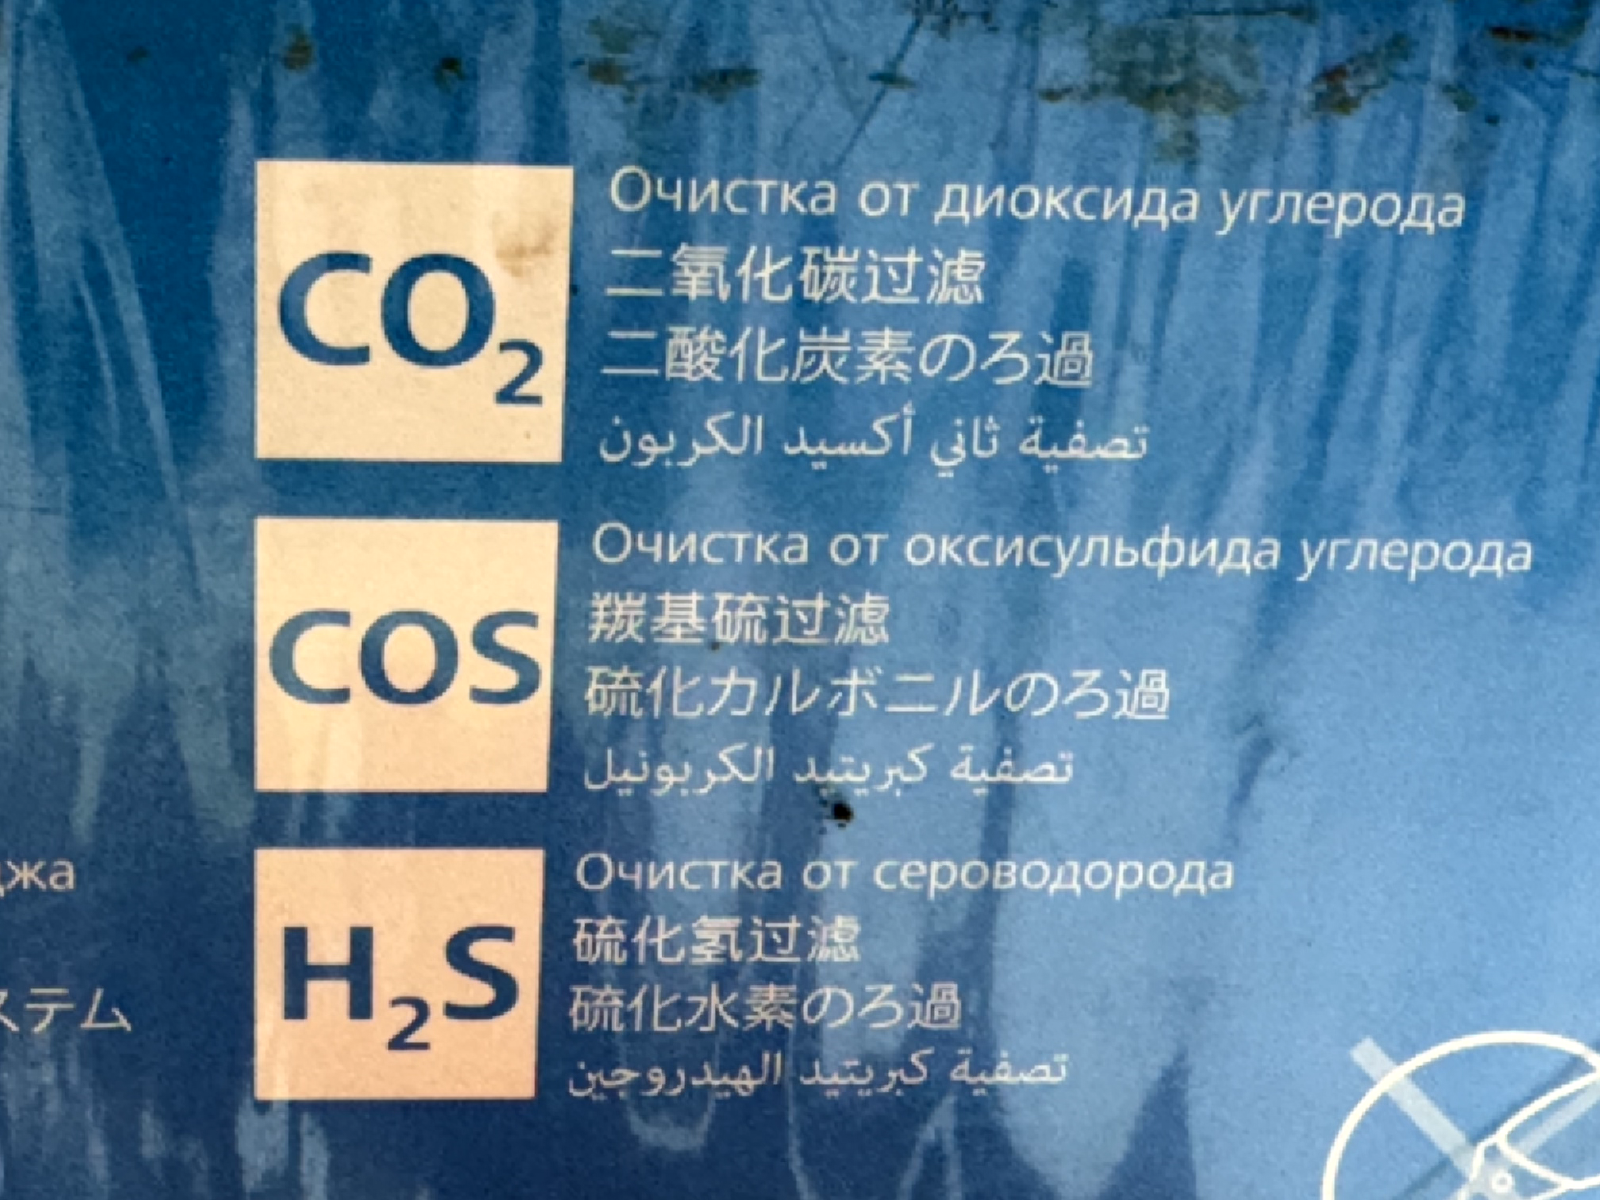 CO₂
Очистка от диоксида углерода
二氧化碳过滤
二酸化炭素のろ過
تصفية ثاني أكسيد الكربون
COS
Очистка от оксисульфида углерода
羰基硫过滤
硫化カルボニルのろ過
تصفية كبريتيد الكربونيل
H₂S
Очистка от сероводорода
硫化氢过滤
硫化水素のろ過
تصفية كبريتيد الهيدروجين
джа
ステム